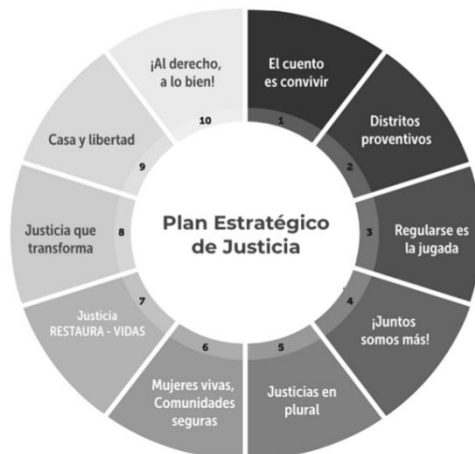 Plan Estratégico
de Justicia
1
El cuento
es convivir
2
Distritos
proventivos
3
Regularse es
la jugada
4
¡Juntos
somos más!
5
Justicias en
plural
6
Mujeres vivas,
Comunidades
seguras
7
Justicia
RESTAURA - VIDAS
8
Justicia que
transforma
9
Casa y libertad
10
¡Al derecho,
a lo bien!